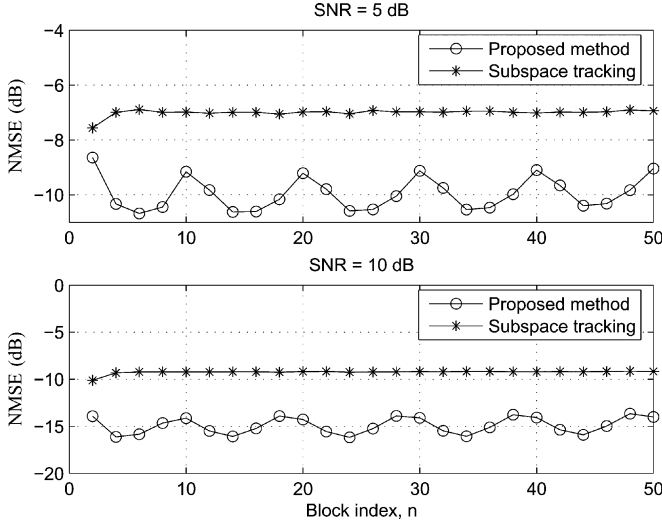 SNR = 5 dB
−4
−6
−8
−10
NMSE (dB)
Proposed method
Subspace tracking
0 10 20 30 40 50
SNR = 10 dB
0
−5
−10
−15
−20
NMSE (dB)
Proposed method
Subspace tracking
0 10 20 30 40 50
Block index, n